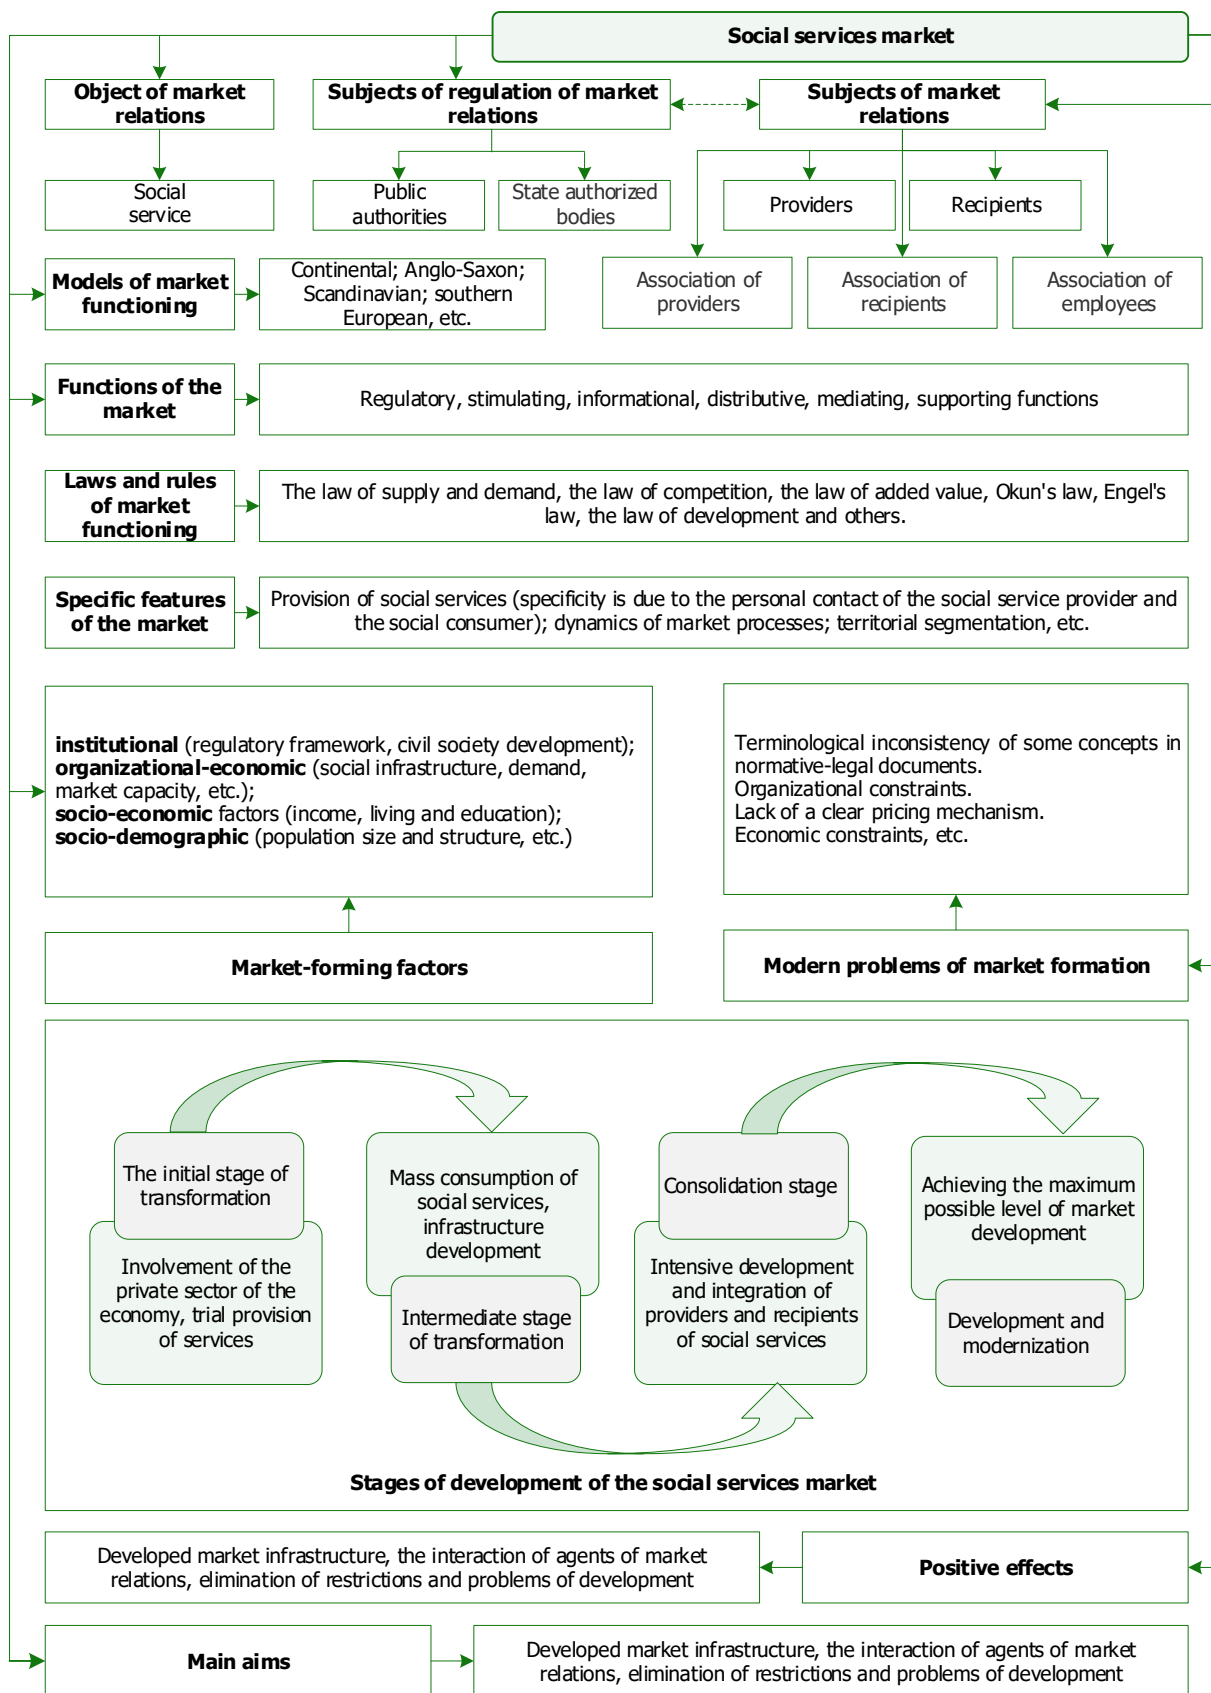 Social services market
Object of market
relations
Subjects of regulation of market
relations
Subjects of market
relations
Social
service
Public
authorities
State authorized
bodies
Providers
Recipients
Models of market
functioning
Continental; Anglo-Saxon;
Scandinavian; southern
European, etc.
Association of
providers
Association of
recipients
Association of
employees
Functions of the
market
Regulatory, stimulating, informational, distributive, mediating, supporting functions
Laws and rules
of market
functioning
The law of supply and demand, the law of competition, the law of added value, Okun's law, Engel's
law, the law of development and others.
Specific features
of the market
Provision of social services (specificity is due to the personal contact of the social service provider and
the social consumer); dynamics of market processes; territorial segmentation, etc.
institutional (regulatory framework, civil society development);
organizational-economic (social infrastructure, demand,
market capacity, etc.);
socio-economic factors (income, living and education);
socio-demographic (population size and structure, etc.)
Terminological inconsistency of some concepts in
normative-legal documents.
Organizational constraints.
Lack of a clear pricing mechanism.
Economic constraints, etc.
Market-forming factors
Modern problems of market formation
The initial stage of
transformation
Involvement of the
private sector of the
economy, trial provision
of services
Mass consumption of
social services,
infrastructure
development
Intermediate stage
of transformation
Consolidation stage
Intensive development
and integration of
providers and recipients
of social services
Achieving the maximum
possible level of market
development
Development and
modernization
Stages of development of the social services market
Developed market infrastructure, the interaction of agents of market
relations, elimination of restrictions and problems of development
Positive effects
Main aims
Developed market infrastructure, the interaction of agents of market
relations, elimination of restrictions and problems of development